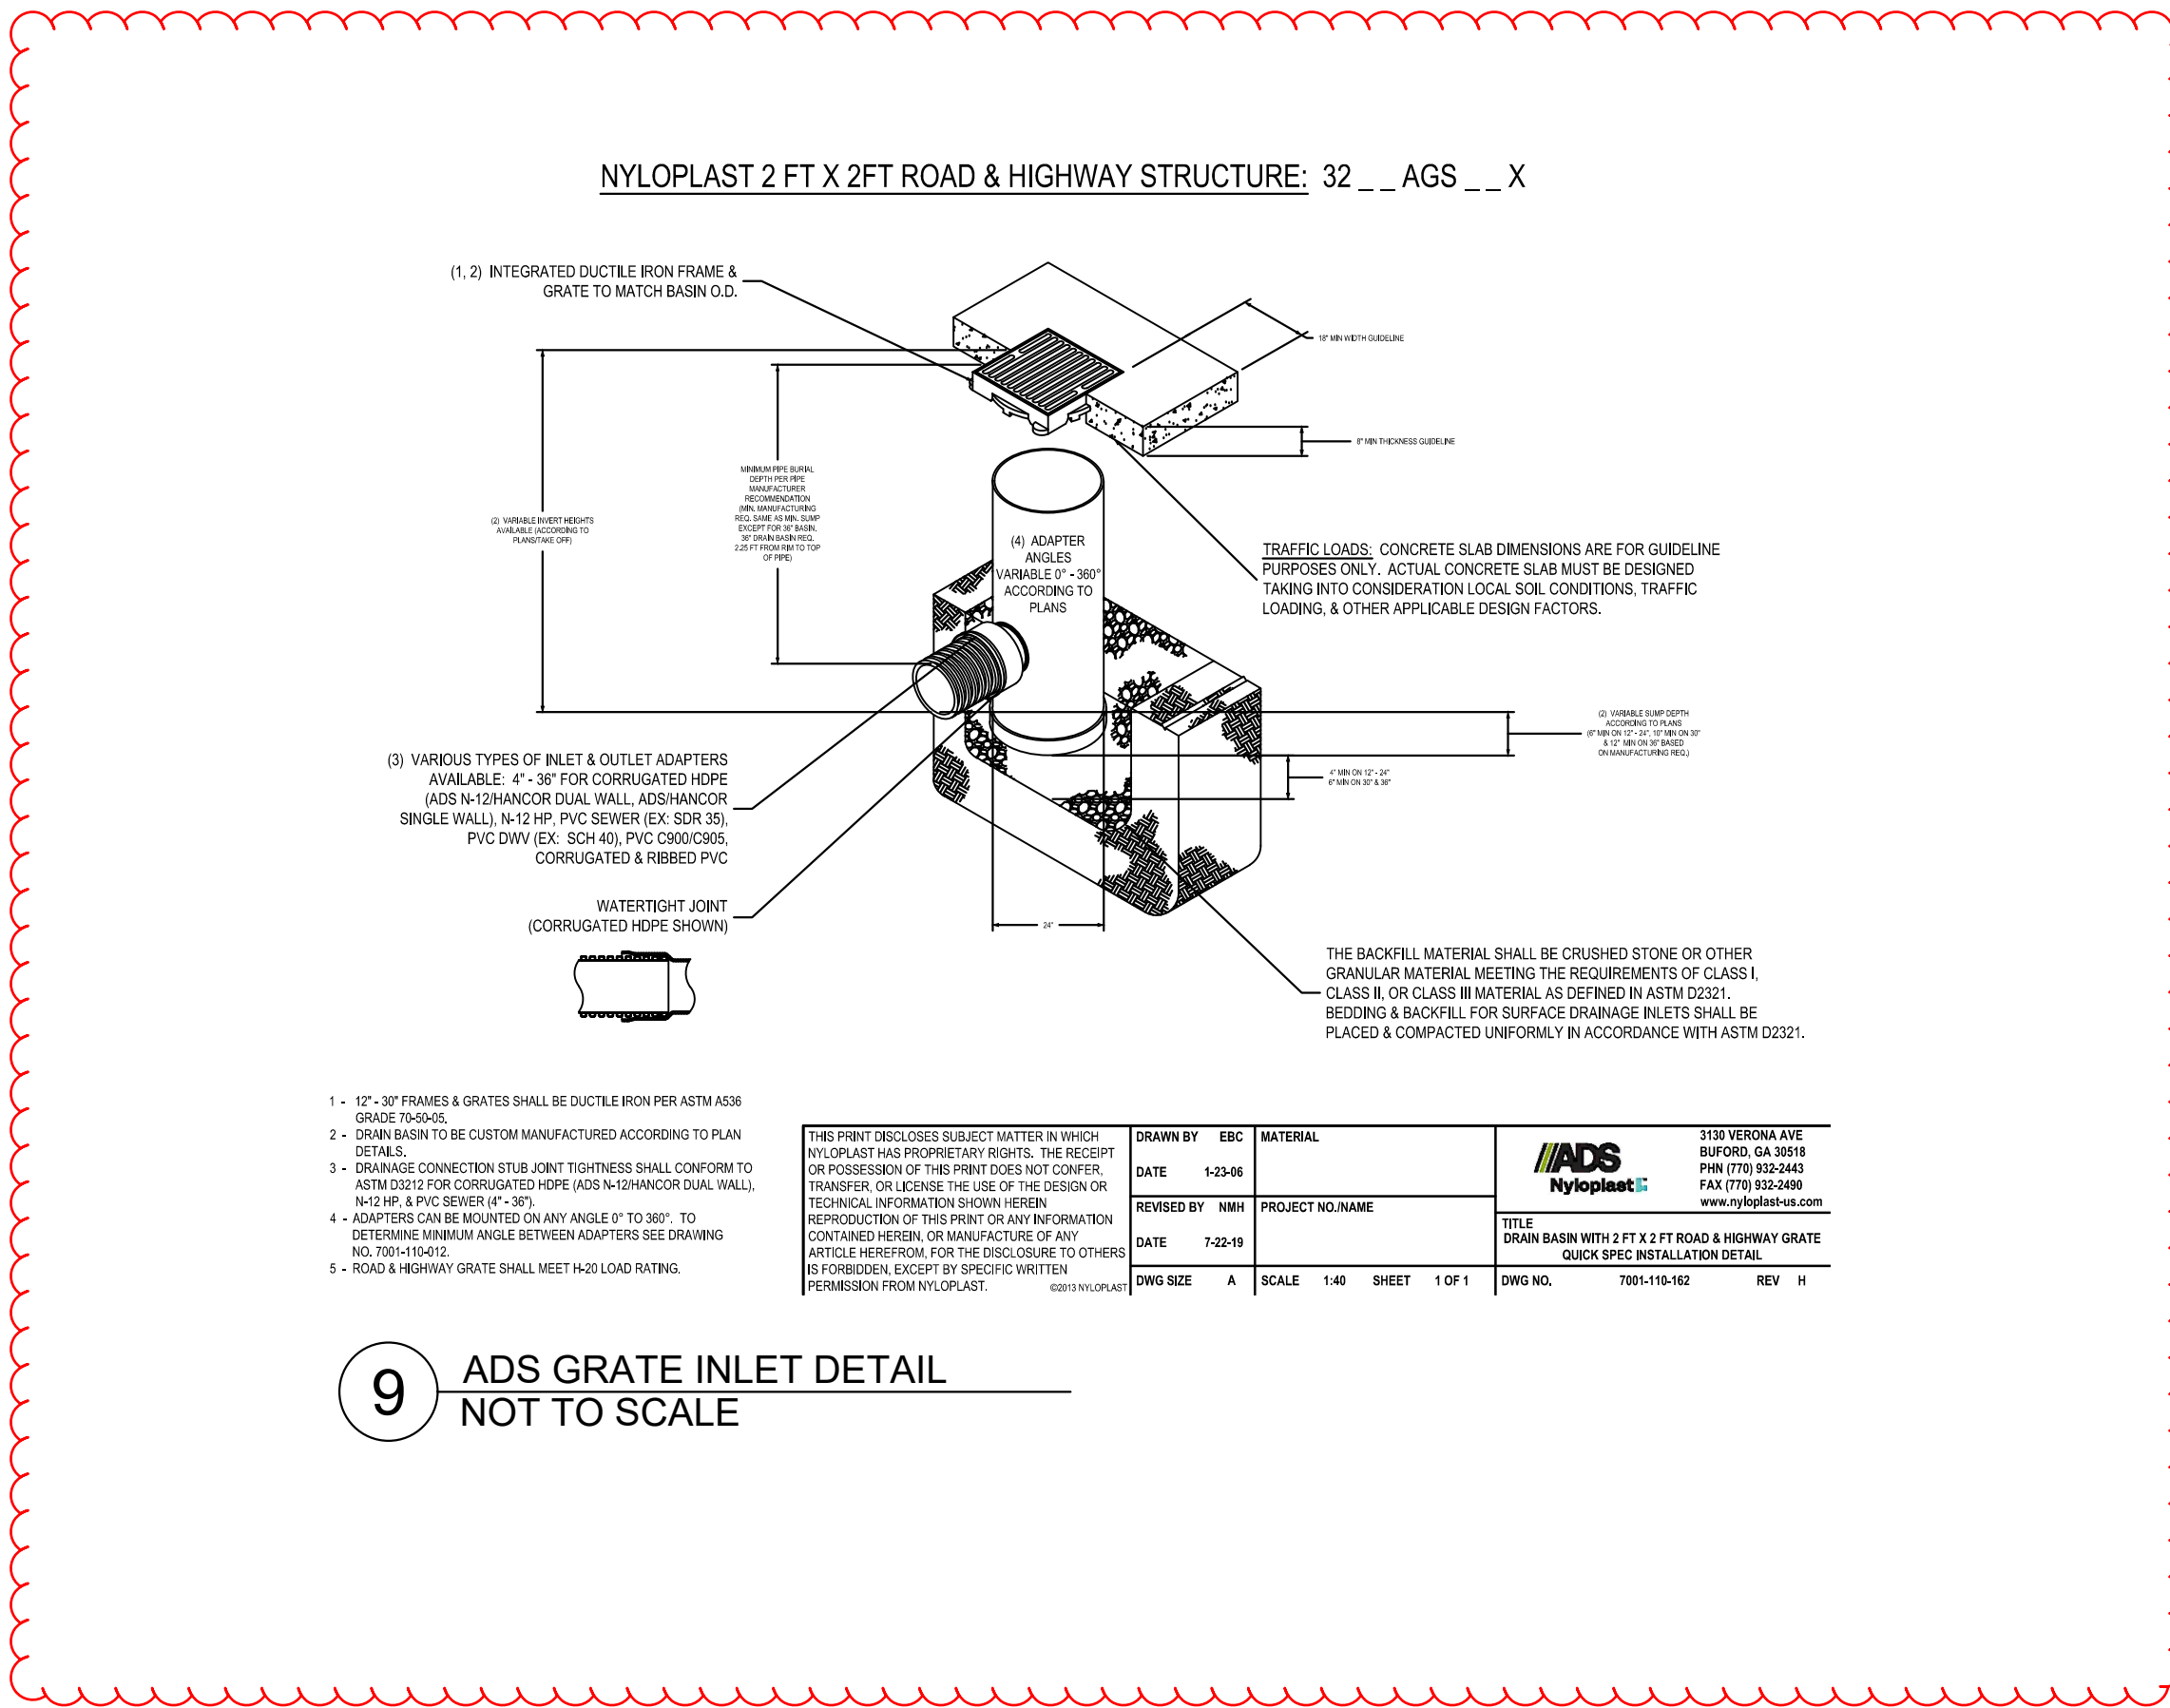 NYLOPLAST 2 FT X 2FT ROAD & HIGHWAY STRUCTURE: 32 _ _ AGS _ _ X
(1, 2) INTEGRATED DUCTILE IRON FRAME &
GRATE TO MATCH BASIN O.D.
18" MIN WIDTH GUIDELINE
8" MIN THICKNESS GUIDELINE
MINIMUM PIPE BURIAL
DEPTH PER PIPE
MANUFACTURER
RECOMMENDATION
(MIN. MANUFACTURING
REQ. SAME AS MIN. SUMP
EXCEPT FOR 36" BASIN.
36" DRAIN BASIN REQ.
2.25 FT FROM RIM TO TOP
OF PIPE)
(2) VARIABLE INVERT HEIGHTS
AVAILABLE (ACCORDING TO
PLANS/TAKE OFF)
(4) ADAPTER
ANGLES
VARIABLE 0° - 360°
ACCORDING TO
PLANS
TRAFFIC LOADS: CONCRETE SLAB DIMENSIONS ARE FOR GUIDELINE
PURPOSES ONLY. ACTUAL CONCRETE SLAB MUST BE DESIGNED
TAKING INTO CONSIDERATION LOCAL SOIL CONDITIONS, TRAFFIC
LOADING, & OTHER APPLICABLE DESIGN FACTORS.
(2) VARIABLE SUMP DEPTH
ACCORDING TO PLANS
(6" MIN ON 12" - 24", 10" MIN ON 30"
& 12" MIN ON 36" BASED
ON MANUFACTURING REQ.)
4" MIN ON 12" - 24"
6" MIN ON 30" & 36"
(3) VARIOUS TYPES OF INLET & OUTLET ADAPTERS
AVAILABLE: 4" - 36" FOR CORRUGATED HDPE
(ADS N-12/HANCOR DUAL WALL, ADS/HANCOR
SINGLE WALL), N-12 HP, PVC SEWER (EX: SDR 35),
PVC DWV (EX: SCH 40), PVC C900/C905,
CORRUGATED & RIBBED PVC
WATERTIGHT JOINT
(CORRUGATED HDPE SHOWN)
24"
THE BACKFILL MATERIAL SHALL BE CRUSHED STONE OR OTHER
GRANULAR MATERIAL MEETING THE REQUIREMENTS OF CLASS I,
CLASS II, OR CLASS III MATERIAL AS DEFINED IN ASTM D2321.
BEDDING & BACKFILL FOR SURFACE DRAINAGE INLETS SHALL BE
PLACED & COMPACTED UNIFORMLY IN ACCORDANCE WITH ASTM D2321.
1 - 12" - 30" FRAMES & GRATES SHALL BE DUCTILE IRON PER ASTM A536
GRADE 70-50-05.
2 - DRAIN BASIN TO BE CUSTOM MANUFACTURED ACCORDING TO PLAN
DETAILS.
3 - DRAINAGE CONNECTION STUB JOINT TIGHTNESS SHALL CONFORM TO
ASTM D3212 FOR CORRUGATED HDPE (ADS N-12/HANCOR DUAL WALL),
N-12 HP, & PVC SEWER (4" - 36").
4 - ADAPTERS CAN BE MOUNTED ON ANY ANGLE 0° TO 360°. TO
DETERMINE MINIMUM ANGLE BETWEEN ADAPTERS SEE DRAWING
NO. 7001-110-012.
5 - ROAD & HIGHWAY GRATE SHALL MEET H-20 LOAD RATING.
THIS PRINT DISCLOSES SUBJECT MATTER IN WHICH
NYLOPLAST HAS PROPRIETARY RIGHTS. THE RECEIPT
OR POSSESSION OF THIS PRINT DOES NOT CONFER,
TRANSFER, OR LICENSE THE USE OF THE DESIGN OR
TECHNICAL INFORMATION SHOWN HEREIN
REPRODUCTION OF THIS PRINT OR ANY INFORMATION
CONTAINED HEREIN, OR MANUFACTURE OF ANY
ARTICLE HEREFROM, FOR THE DISCLOSURE TO OTHERS
IS FORBIDDEN, EXCEPT BY SPECIFIC WRITTEN
PERMISSION FROM NYLOPLAST. ©2013 NYLOPLAST
DRAWN BY EBC
DATE 1-23-06
REVISED BY NMH
DATE 7-22-19
DWG SIZE A
MATERIAL
PROJECT NO./NAME
SCALE 1:40 SHEET 1 OF 1
ADS
Nyloplast
3130 VERONA AVE
BUFORD, GA 30518
PHN (770) 932-2443
FAX (770) 932-2490
www.nyloplast-us.com
TITLE
DRAIN BASIN WITH 2 FT X 2 FT ROAD & HIGHWAY GRATE
QUICK SPEC INSTALLATION DETAIL
DWG NO. 7001-110-162 REV H
9 ADS GRATE INLET DETAIL
NOT TO SCALE